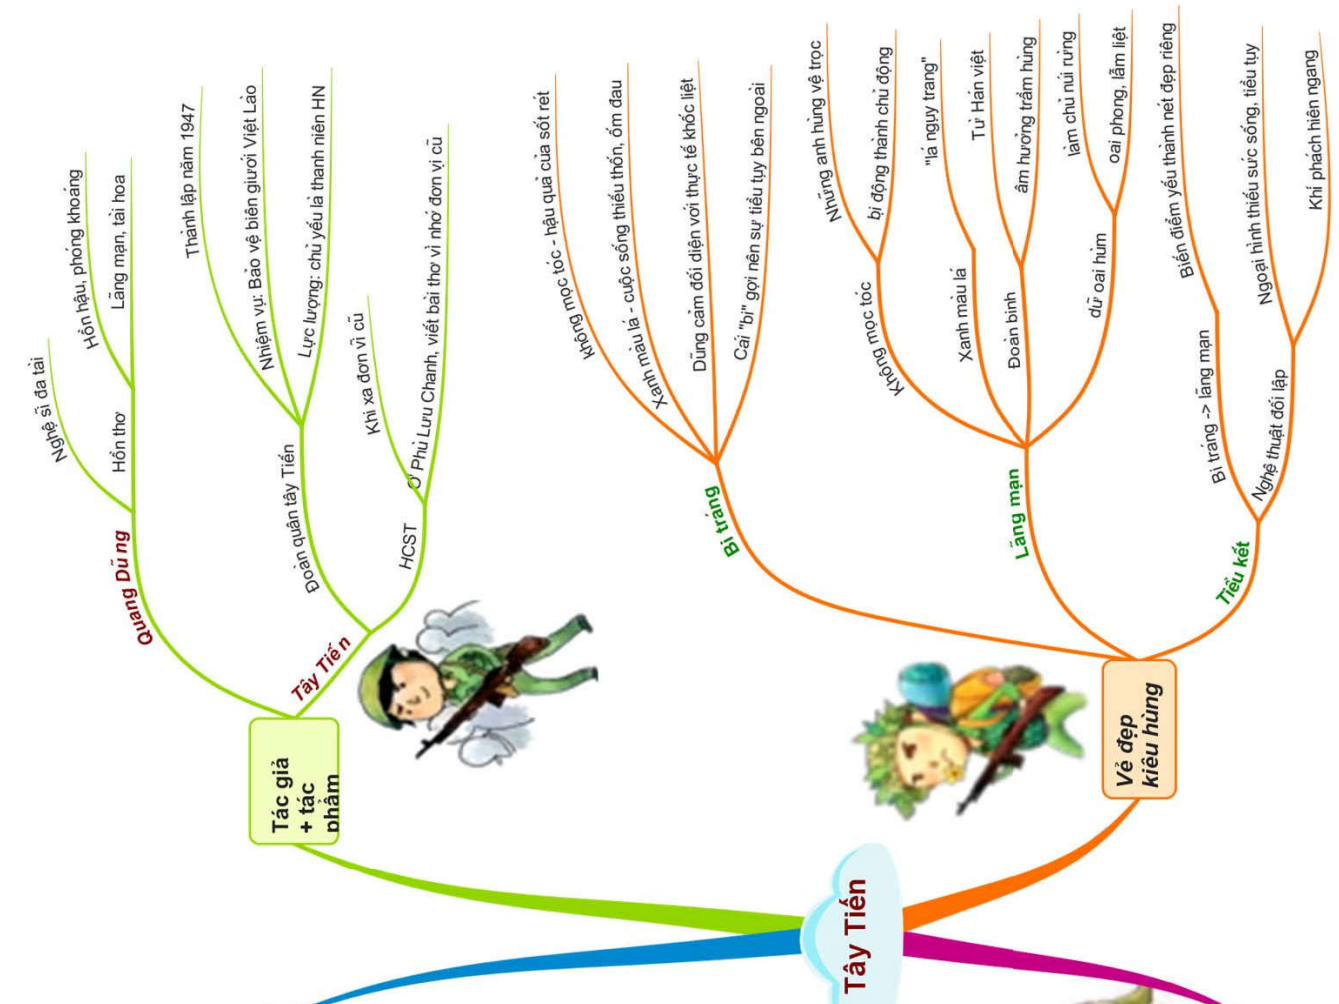 Tây Tiến
Tác giả
+ tác
phẩm
Quang Dũng
Nghệ sĩ đa tài
Hồn thơ
Hồn hậu, phóng khoáng
Lãng mạn, tài hoa
Tây Tiến
Đoàn quân tây Tiến
Thành lập năm 1947
Nhiệm vụ: Bảo vệ biên giưới Việt Lào
Lực lượng: chủ yếu là thanh niên HN
HCST
Khi xa đơn vĩ cũ
Ơ' Phù Lưu Chanh, viết bài thơ vì nhớ đơn vị cũ
Vẻ đẹp
kiêu hùng
Bi tráng
không mọc tóc - hậu quả của sốt rét
Xanh màu lá - cuộc sống thiếu thốn, ốm đau
Dũng cảm đối diện với thực tế khốc liệt
Caí "bi" gợi nên sự tiều tụy bên ngoài
Lãng mạn
Không mọc tóc
Những anh hùng vệ trọc
bị động thành chủ động
Xanh màu lá
"lá ngụy trang"
Đoàn binh
Từ Hán việt
âm hưởng trầm hùng
dữ oai hùm
làm chủ núi rừng
oai phong, lẫm liệt
Tiểu kết
Bi tráng -> lãng mạn
Biến điểm yếu thành nét đẹp riêng
Nghệ thuật đối lập
Ngoại hình thiếu sức sống, tiều tụy
Khí phách hiên ngang